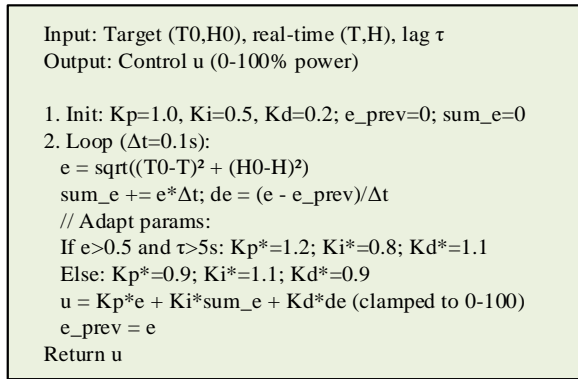 Input: Target (T0,H0), real-time (T,H), lag τ
Output: Control u (0-100% power)
1. Init: Kp=1.0, Ki=0.5, Kd=0.2; e_prev=0; sum_e=0
2. Loop (Δt=0.1s):
e = sqrt((T0-T)² + (H0-H)²)
sum_e += e*Δt; de = (e - e_prev)/Δt
// Adapt params:
If e>0.5 and τ>5s: Kp*=1.2; Ki*=0.8; Kd*=1.1
Else: Kp*=0.9; Ki*=1.1; Kd*=0.9
u = Kp*e + Ki*sum_e + Kd*de (clamped to 0-100)
e_prev = e
Return u